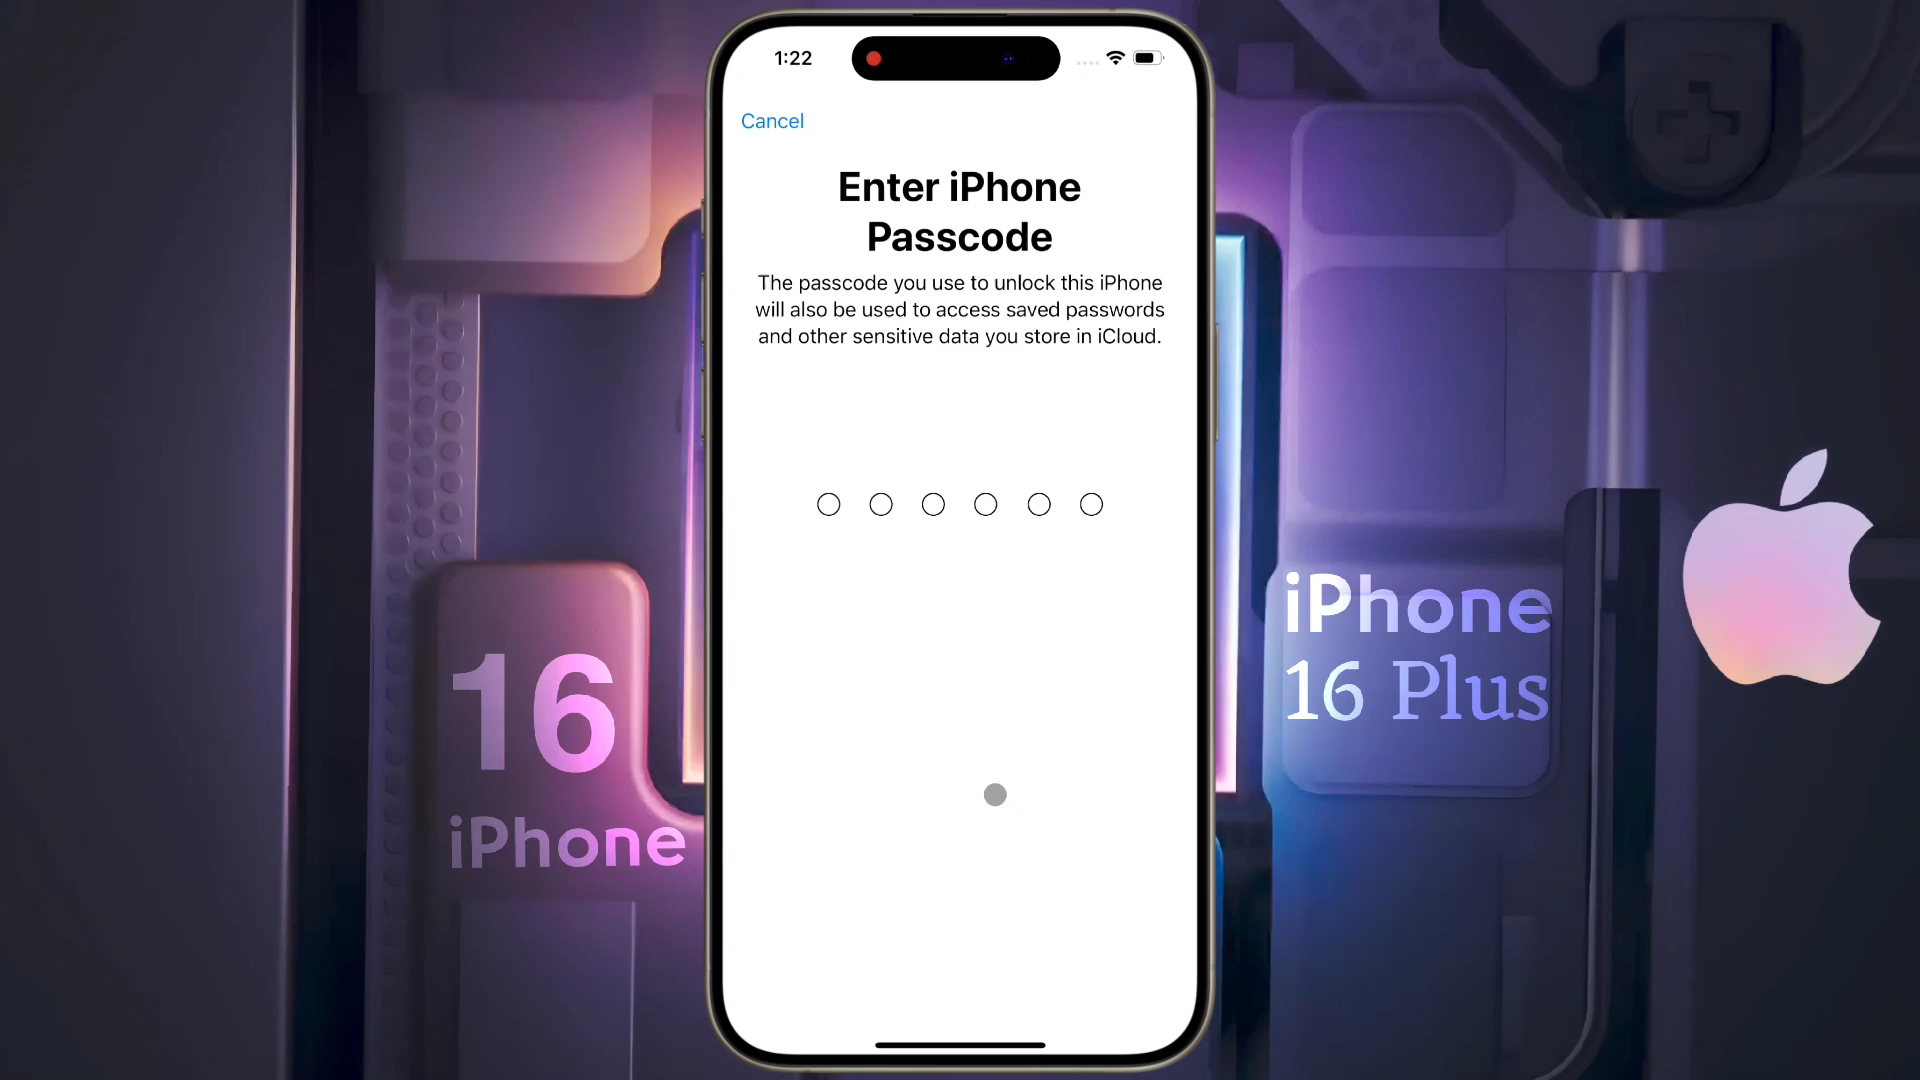 1:22
Cancel
Enter iPhone
Passcode
The passcode you use to unlock this iPhone
will also be used to access saved passwords
and other sensitive data you store in iCloud.
16
iPhone
iPhone
16 Plus